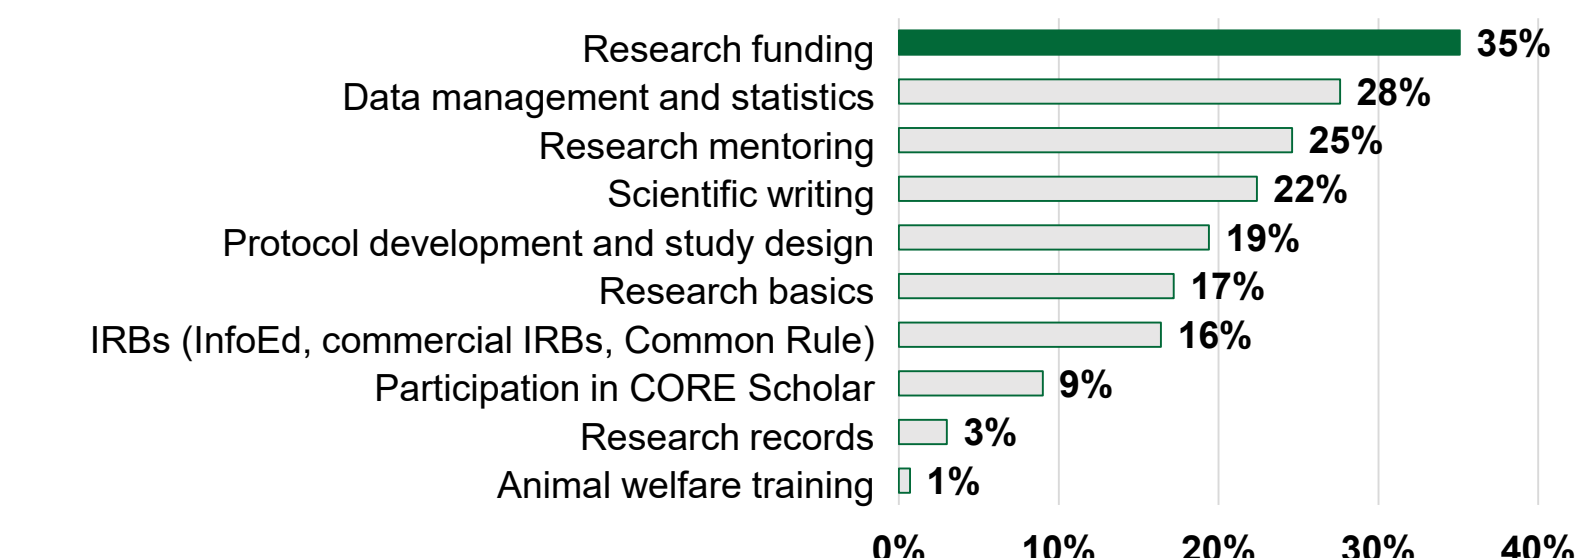 Research funding 35%
Data management and statistics 28%
Research mentoring 25%
Scientific writing 22%
Protocol development and study design 19%
Research basics 17%
IRBs (InfoEd, commercial IRBs, Common Rule) 16%
Participation in CORE Scholar 9%
Research records 3%
Animal welfare training 1%
0% 10% 20% 30% 40%